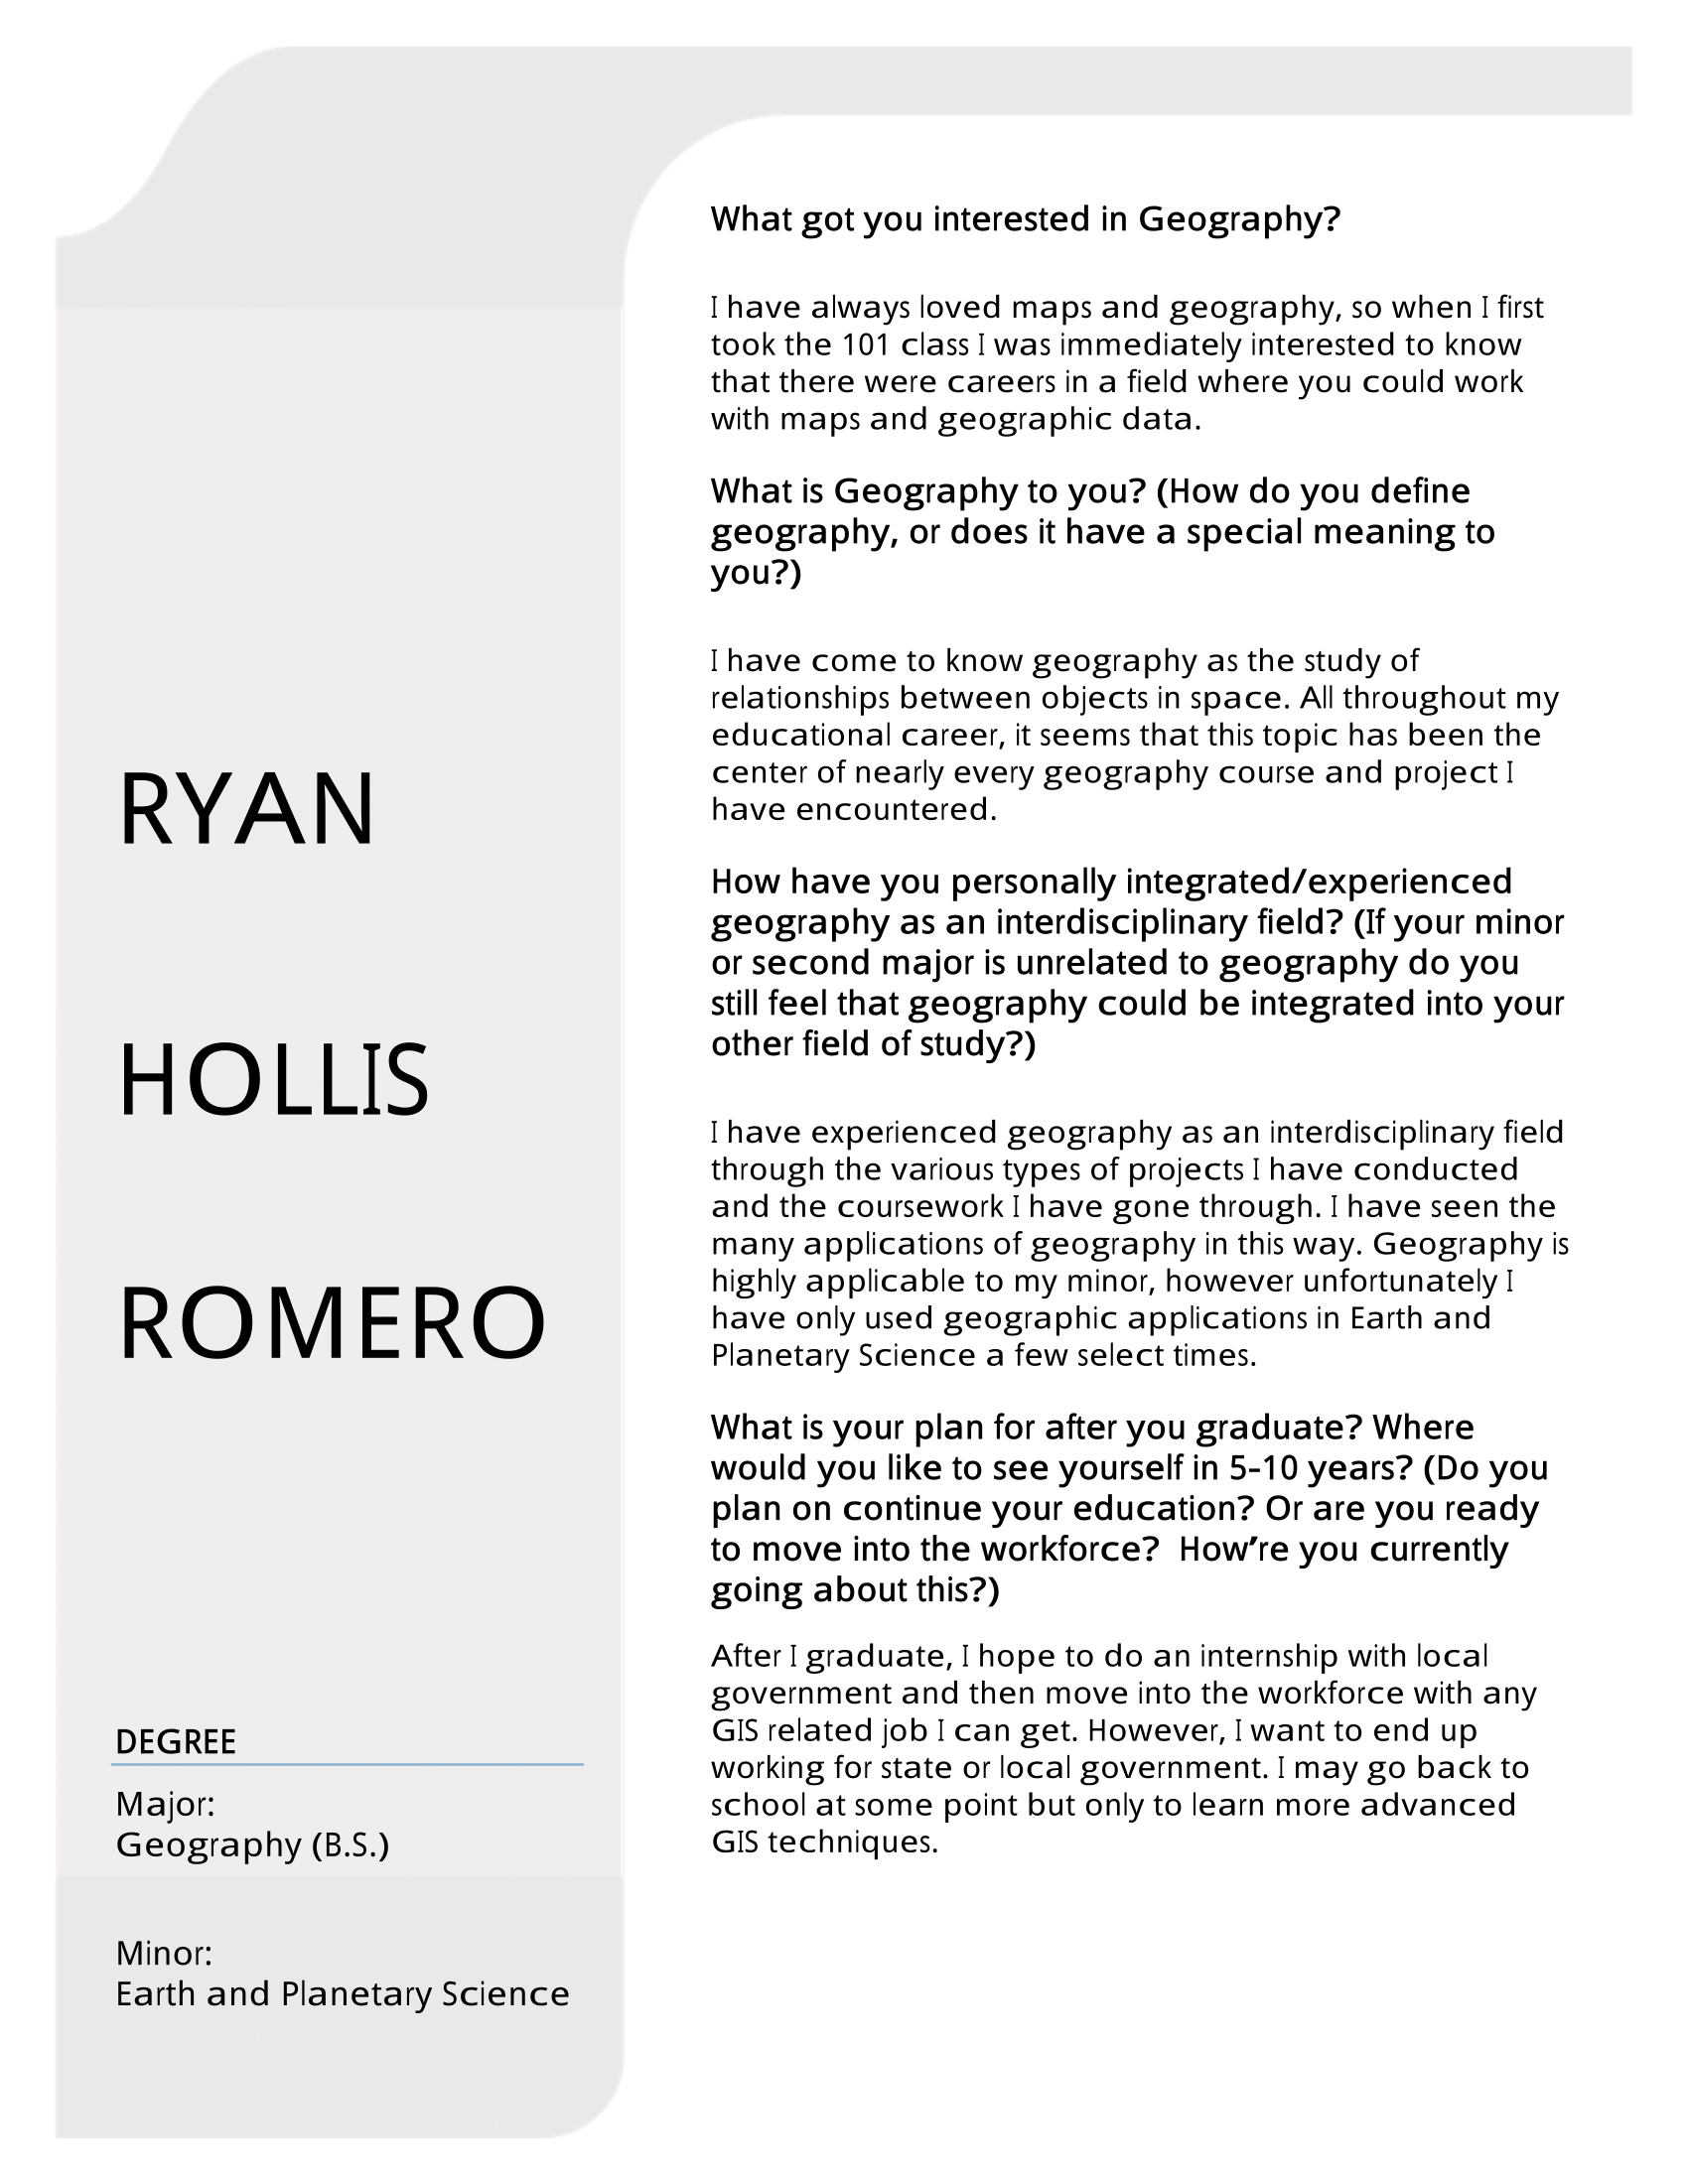 RYAN
HOLLIS
ROMERO
DEGREE
Major:
Geography (B.S.)
Minor:
Earth and Planetary Science
What got you interested in Geography?
I have always loved maps and geography, so when I first
took the 101 class I was immediately interested to know
that there were careers in a field where you could work
with maps and geographic data.
What is Geography to you? (How do you define
geography, or does it have a special meaning to
you?)
I have come to know geography as the study of
relationships between objects in space. All throughout my
educational career, it seems that this topic has been the
center of nearly every geography course and project I
have encountered.
How have you personally integrated/experienced
geography as an interdisciplinary field? (If your minor
or second major is unrelated to geography do you
still feel that geography could be integrated into your
other field of study?)
I have experienced geography as an interdisciplinary field
through the various types of projects I have conducted
and the coursework I have gone through. I have seen the
many applications of geography in this way. Geography is
highly applicable to my minor, however unfortunately I
have only used geographic applications in Earth and
Planetary Science a few select times.
What is your plan for after you graduate? Where
would you like to see yourself in 5-10 years? (Do you
plan on continue your education? Or are you ready
to move into the workforce?  How’re you currently
going about this?)
After I graduate, I hope to do an internship with local
government and then move into the workforce with any
GIS related job I can get. However, I want to end up
working for state or local government. I may go back to
school at some point but only to learn more advanced
GIS techniques.